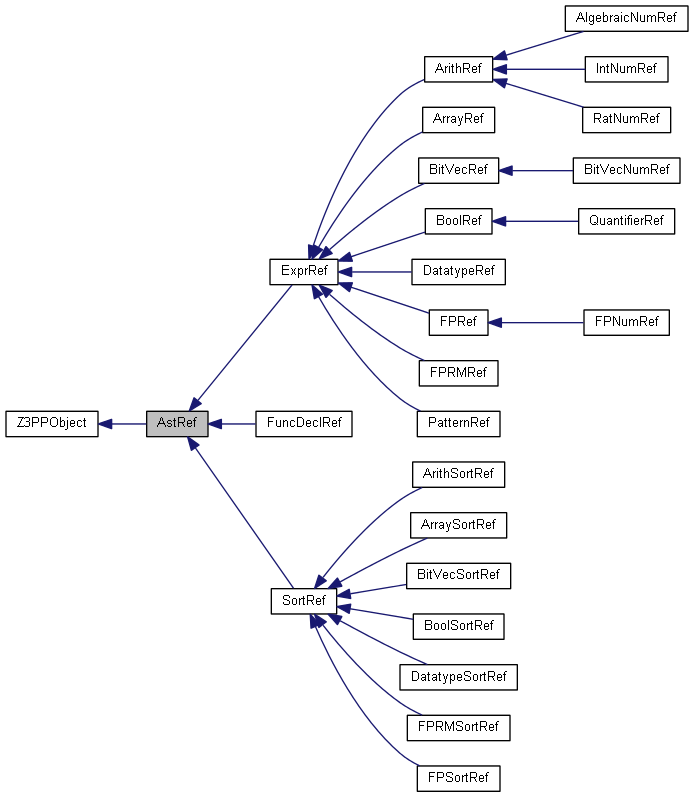 AlgebraicNumRef
ArithRef
IntNumRef
RatNumRef
ArrayRef
BitVecRef
BitVecNumRef
BoolRef
QuantifierRef
ExprRef
DatatypeRef
FPRef
FPNumRef
FPRMRef
Z3PPObject
AstRef
FuncDeclRef
PatternRef
ArithSortRef
ArraySortRef
BitVecSortRef
SortRef
BoolSortRef
DatatypeSortRef
FPRMSortRef
FPSortRef